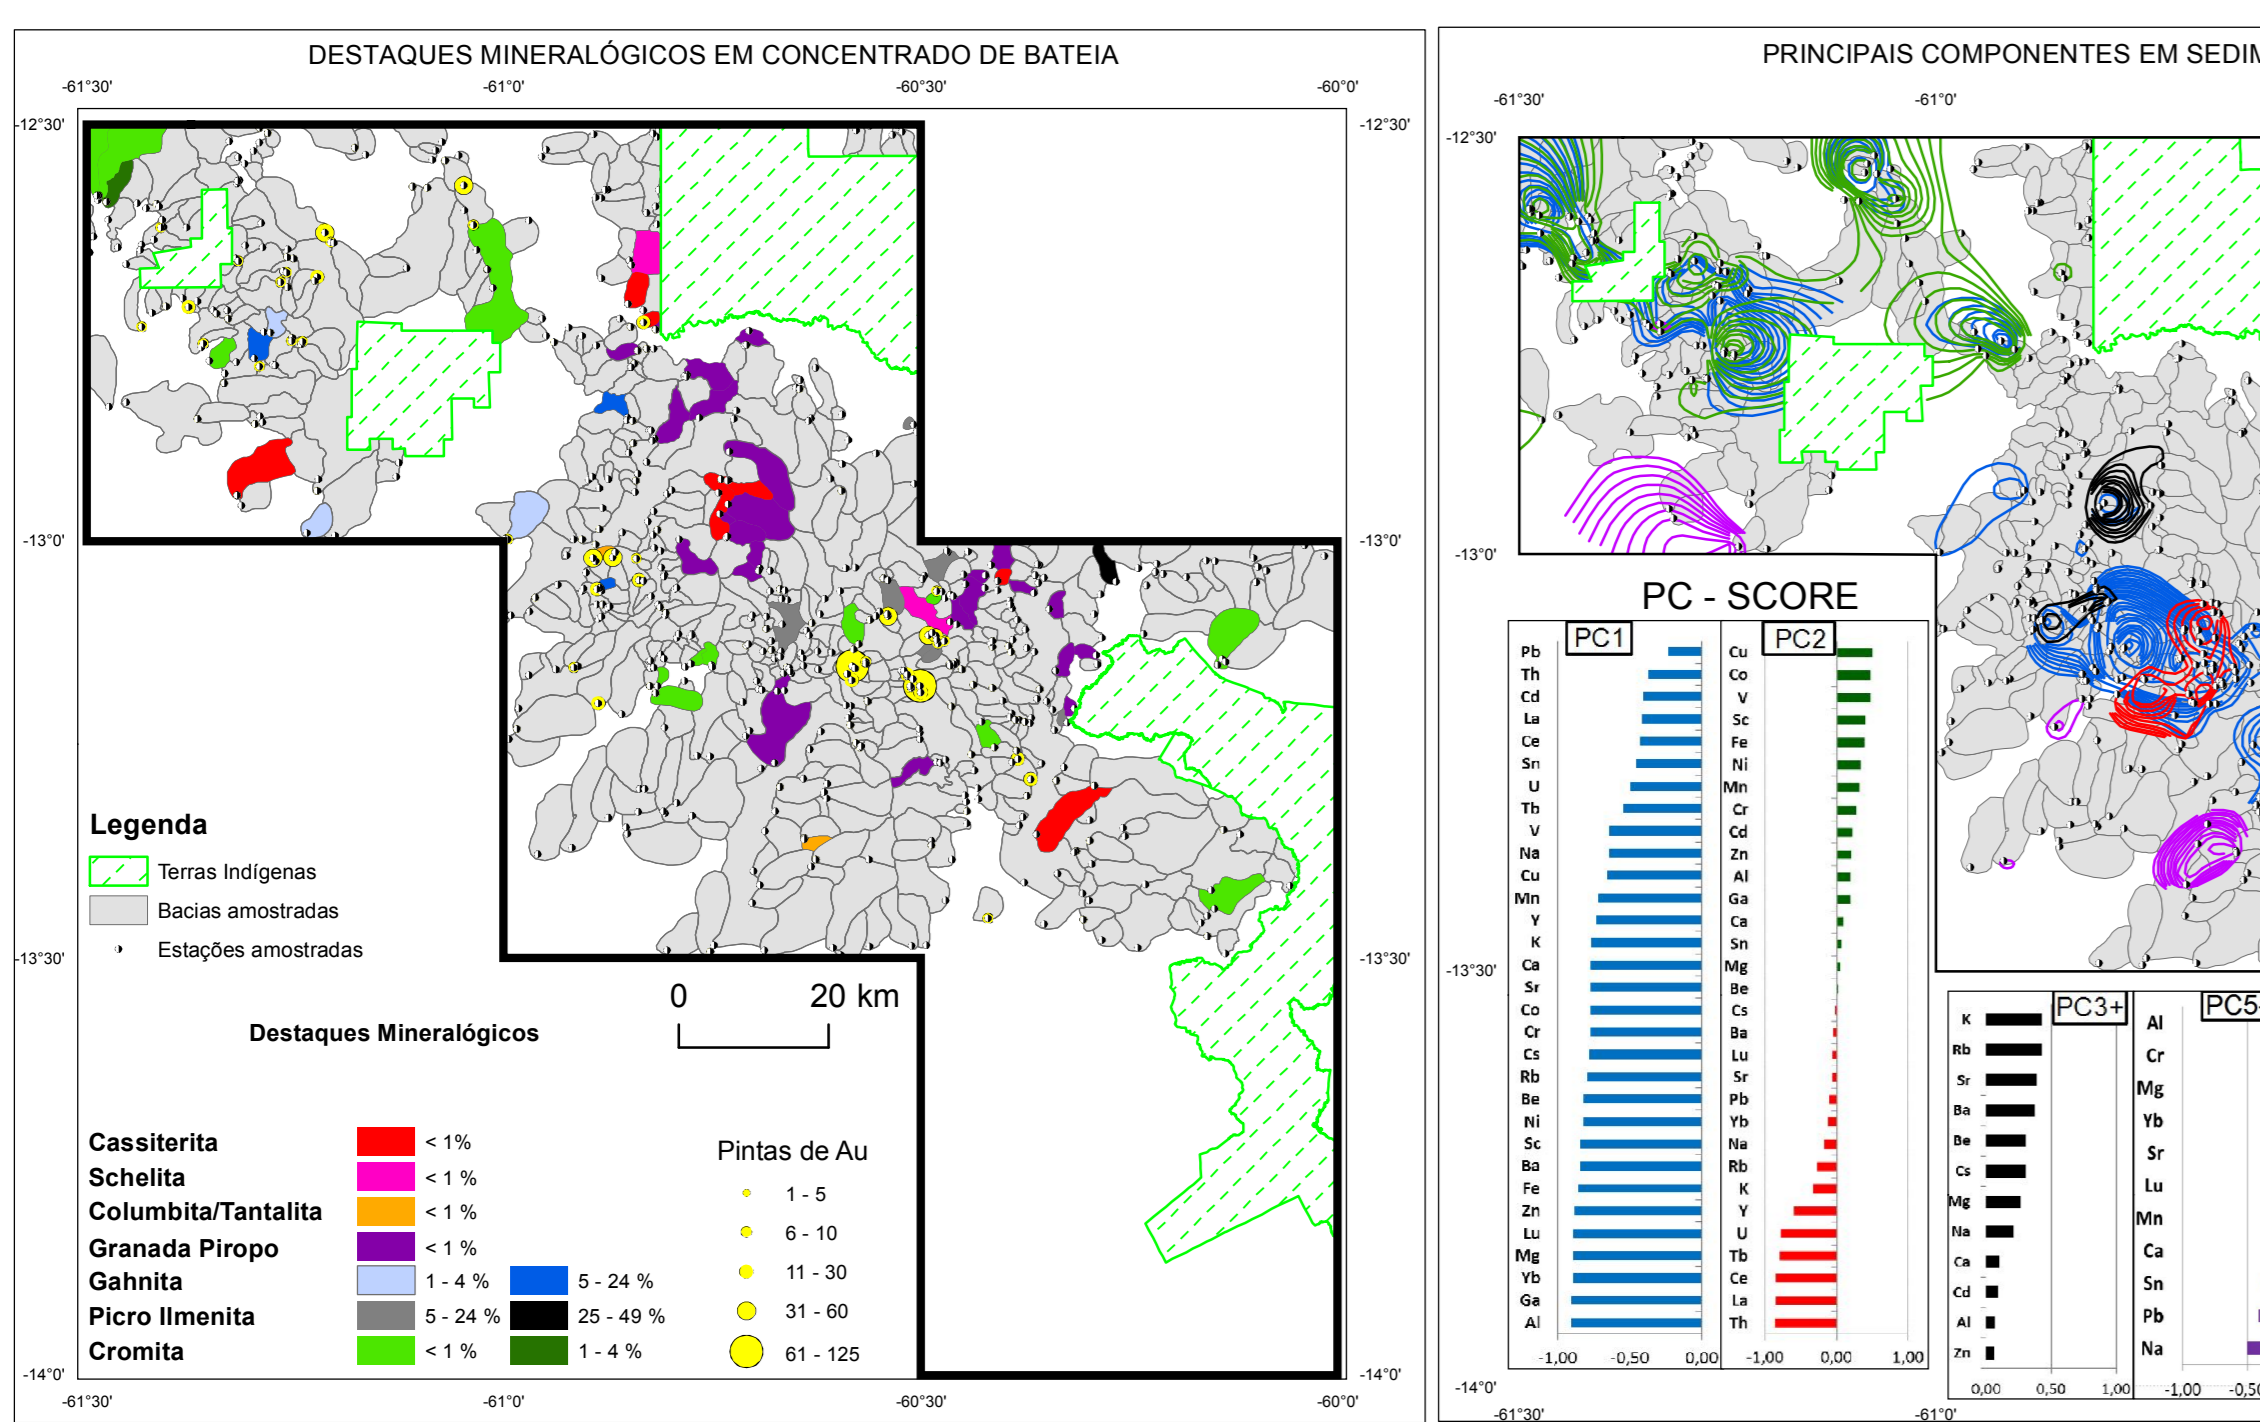 DESTAQUES MINERALÓGICOS EM CONCENTRADO DE BATEIA
-61°30' -61°0' -60°30' -60°0'
-12°30' -12°30'
-13°0' -13°0'
-13°30' -13°30'
-14°0' -14°0'
-61°30' -61°0' -60°30' -60°0'
Legenda
Terras Indígenas
Bacias amostradas
Estações amostradas
0 20 km
Destaques Mineralógicos
Cassiterita < 1%
Schelita < 1 %
Columbita/Tantalita < 1 %
Granada Piropo < 1 %
Gahnita 1 - 4 % 5 - 24 %
Picro Ilmenita 5 - 24 % 25 - 49 %
Cromita < 1 % 1 - 4 %
Pintas de Au
1 - 5
6 - 10
11 - 30
31 - 60
61 - 125
PRINCIPAIS COMPONENTES EM SEDIM
-61°30' -61°0'
-12°30'
-13°0'
-13°30'
-14°0'
-61°30' -61°0'
PC - SCORE
PC1
Pb
Th
Cd
La
Ce
Sn
U
Tb
V
Na
Cu
Mn
Y
K
Ca
Sr
Co
Cr
Cs
Rb
Be
Ni
Sc
Ba
Fe
Zn
Lu
Mg
Yb
Ga
Al
-1,00 -0,50 0,00
PC2
Cu
Co
V
Sc
Fe
Ni
Mn
Cr
Cd
Zn
Al
Ga
Ca
Sn
Mg
Be
Cs
Ba
Lu
Sr
Pb
Yb
Na
Rb
K
Y
U
Tb
Ce
La
Th
-1,00 0,00 1,00
PC3+
K
Rb
Sr
Ba
Be
Cs
Mg
Na
Ca
Cd
Al
Zn
0,00 0,50 1,00
PC5-
Al
Cr
Mg
Yb
Sr
Lu
Mn
Ca
Sn
Pb
Na
-1,00 -0,50